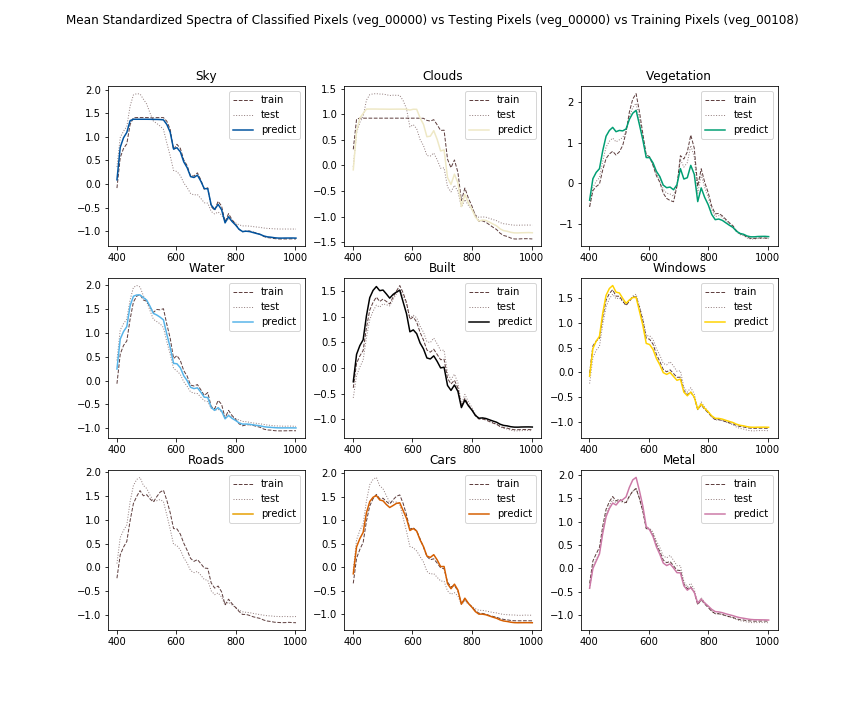 Mean Standardized Spectra of Classified Pixels (veg_00000) vs Testing Pixels (veg_00000) vs Training Pixels (veg_00108)
Sky
train
test
predict
2.0
1.5
1.0
0.5
0.0
−0.5
−1.0
400 600 800 1000
Clouds
train
test
predict
1.5
1.0
0.5
0.0
−0.5
−1.0
−1.5
400 600 800 1000
Vegetation
train
test
predict
2
1
0
−1
400 600 800 1000
Water
train
test
predict
2.0
1.5
1.0
0.5
0.0
−0.5
−1.0
400 600 800 1000
Built
train
test
predict
1.5
1.0
0.5
0.0
−0.5
−1.0
400 600 800 1000
Windows
train
test
predict
1.5
1.0
0.5
0.0
−0.5
−1.0
400 600 800 1000
Roads
train
test
predict
2.0
1.5
1.0
0.5
0.0
−0.5
−1.0
400 600 800 1000
Cars
train
test
predict
2.0
1.5
1.0
0.5
0.0
−0.5
−1.0
400 600 800 1000
Metal
train
test
predict
2.0
1.5
1.0
0.5
0.0
−0.5
−1.0
400 600 800 1000